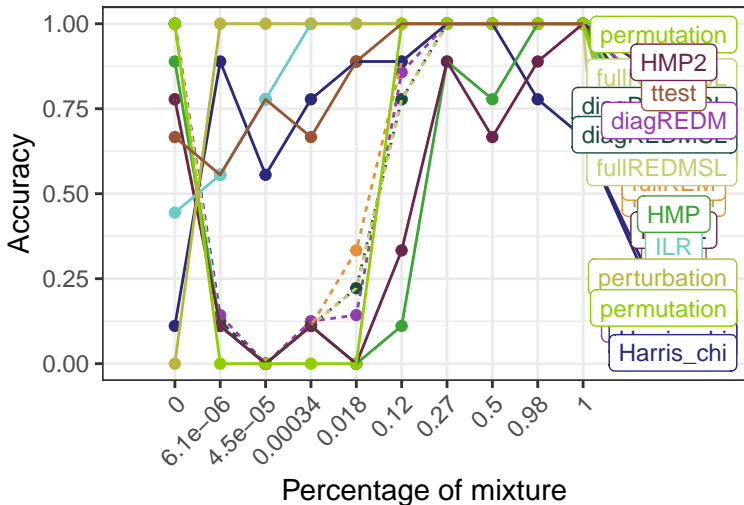 Accuracy
1.00
0.75
0.50
0.25
0.00
permutation
HMP2
ttest
diagREDM
diagREDMSL
fullREDMSL
fullREM
HMP
ILR
perturbation
permutation
Harris_chi
0
6.1e−06
4.5e−05
0.00034
0.018
0.12
0.27
0.5
0.98
1
Percentage of mixture